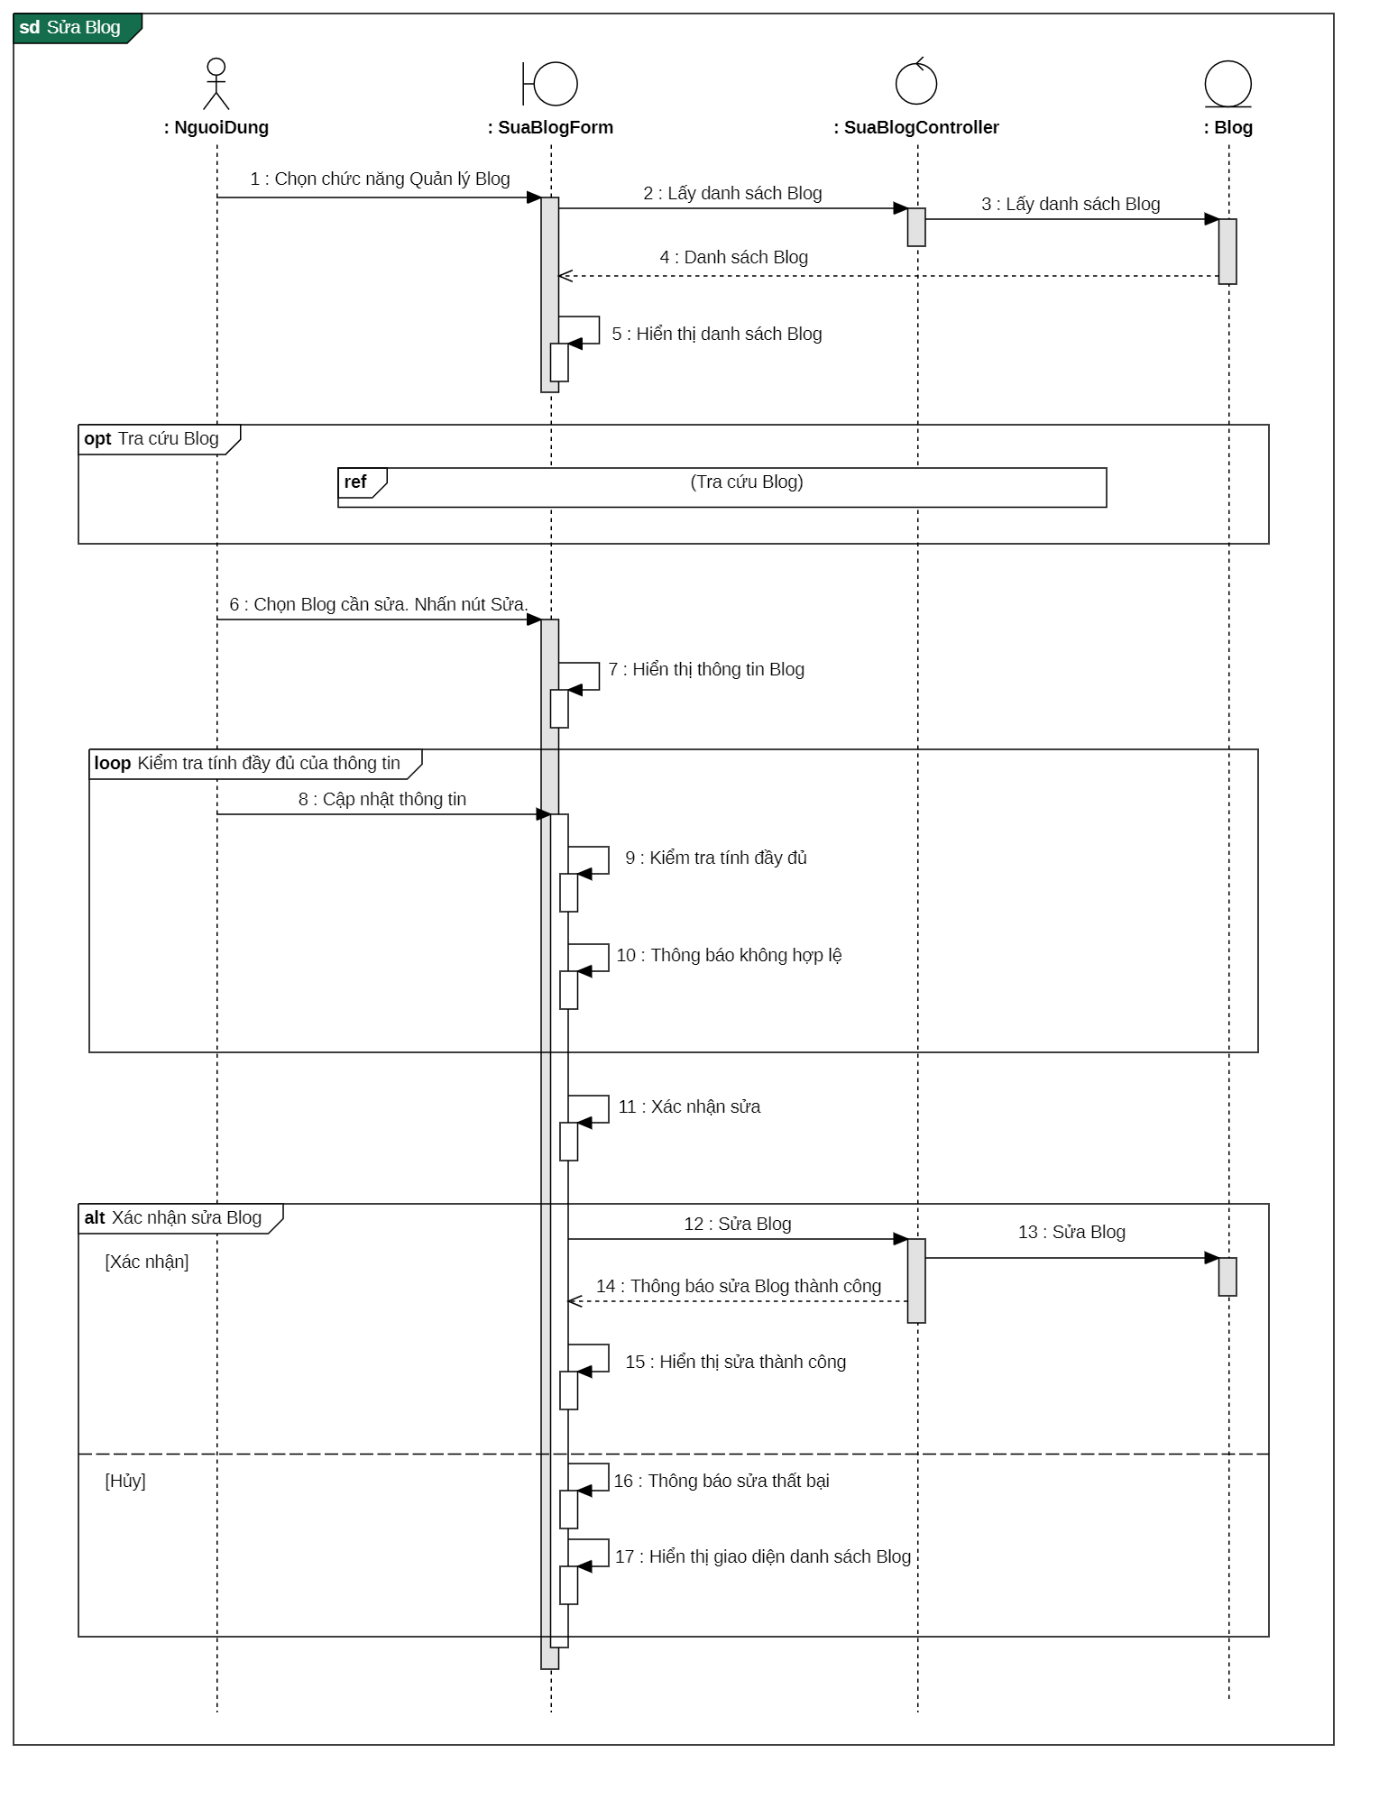 sd Sửa Blog
: NguoiDung
: SuaBlogForm
: SuaBlogController
: Blog
1 : Chọn chức năng Quản lý Blog
2 : Lấy danh sách Blog
3 : Lấy danh sách Blog
4 : Danh sách Blog
5 : Hiển thị danh sách Blog
opt Tra cứu Blog
ref
(Tra cứu Blog)
6 : Chọn Blog cần sửa. Nhấn nút Sửa.
7 : Hiển thị thông tin Blog
loop Kiểm tra tính đầy đủ của thông tin
8 : Cập nhật thông tin
9 : Kiểm tra tính đầy đủ
10 : Thông báo không hợp lệ
11 : Xác nhận sửa
alt Xác nhận sửa Blog
12 : Sửa Blog
13 : Sửa Blog
[Xác nhận]
14 : Thông báo sửa Blog thành công
15 : Hiển thị sửa thành công
[Hủy]
16 : Thông báo sửa thất bại
17 : Hiển thị giao diện danh sách Blog